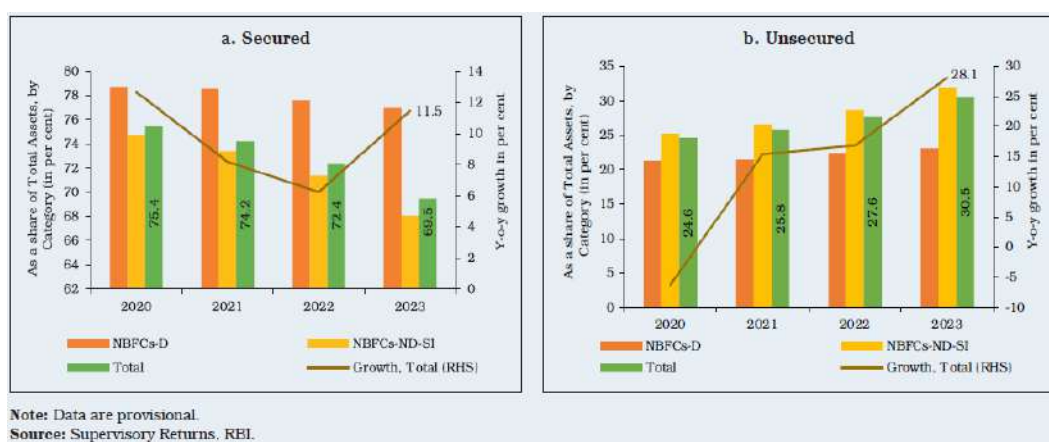 a. Secured
As a share of Total Assets, by
Category (in per cent)
80
78
76
74
72
70
68
66
64
62
75.4
74.2
72.4
69.5
11.5
14
12
10
8
6
4
2
0
Y-o-y growth in per cent
2020
2021
2022
2023
NBFCs-D
NBFCs-ND-SI
Total
Growth, Total (RHS)
b. Unsecured
As a share of Total Assets, by
Category (in per cent)
35
30
25
20
15
10
5
0
24.6
25.8
27.6
30.5
28.1
30
25
20
15
10
5
0
-5
-10
Y-o-y growth in per cent
2020
2021
2022
2023
NBFCs-D
NBFCs-ND-SI
Total
Growth, Total (RHS)
Note: Data are provisional.
Source: Supervisory Returns, RBI.